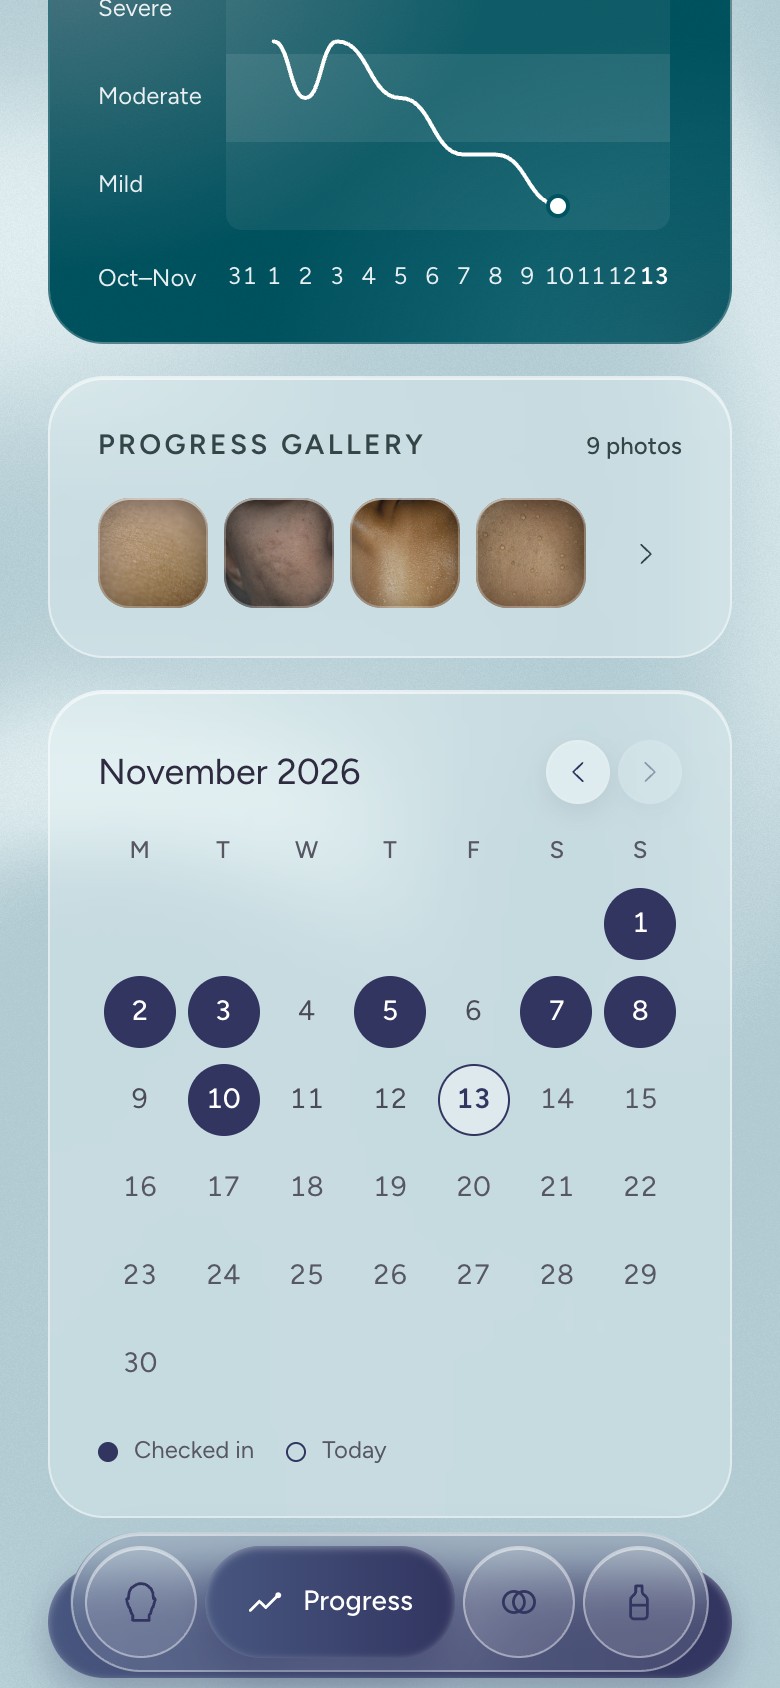 Severe
Moderate
Mild
Oct–Nov 31 1 2 3 4 5 6 7 8 9 10 11 12 13
PROGRESS GALLERY 9 photos
November 2026
M T W T F S S
1
2 3 4 5 6 7 8
9 10 11 12 13 14 15
16 17 18 19 20 21 22
23 24 25 26 27 28 29
30
Checked in Today
Progress